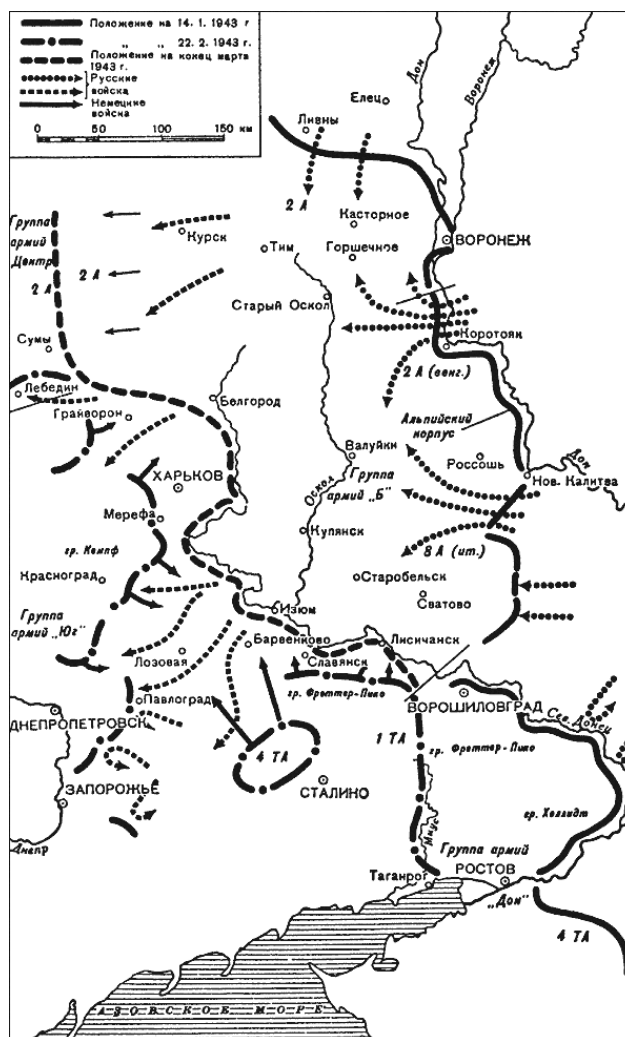 Положение на 14.1. 1943 г
„ „ 22.2. 1943 г
Положение на конец марта
1943 г.
Русские
войска
Немецкие
войска
0 50 100 150 км
Дон
Воронеж
Елец
Ливны
2 А
Касторное
Группа
армий
Центр
2 А
2 А
Курск
Тим
Горшечное
ВОРОНЕЖ
Старый Оскол
Сумы
Коротояк
2 А (венг.)
Лебедин
Грайворон
Белгород
Альпийский
корпус
Валуйки
Россошь
Дон
ХАРЬКОВ
Группа
армий „Б"
Нов. Калитва
Оскол
Мерефа
Купянск
гр. Кемпф
8 А (ит.)
Красноград
Старобельск
Сватово
Группа
армий „Юг"
Изюм
Барвенково
Лисичанск
Лозовая
Славянск
гр. Фреттер-Пико
Павлоград
ВОРОШИЛОВГРАД
Сев. Донец
ДНЕПРОПЕТРОВСК
1 ТА
4 ТА
гр. Фреттер-Пико
СТАЛИНО
ЗАПОРОЖЬЕ
гр. Холлидт
Миус
Днепр
Группа армий
Таганрог
РОСТОВ
„Дон"
4 ТА
АЗОВСКОЕ МОРЕ